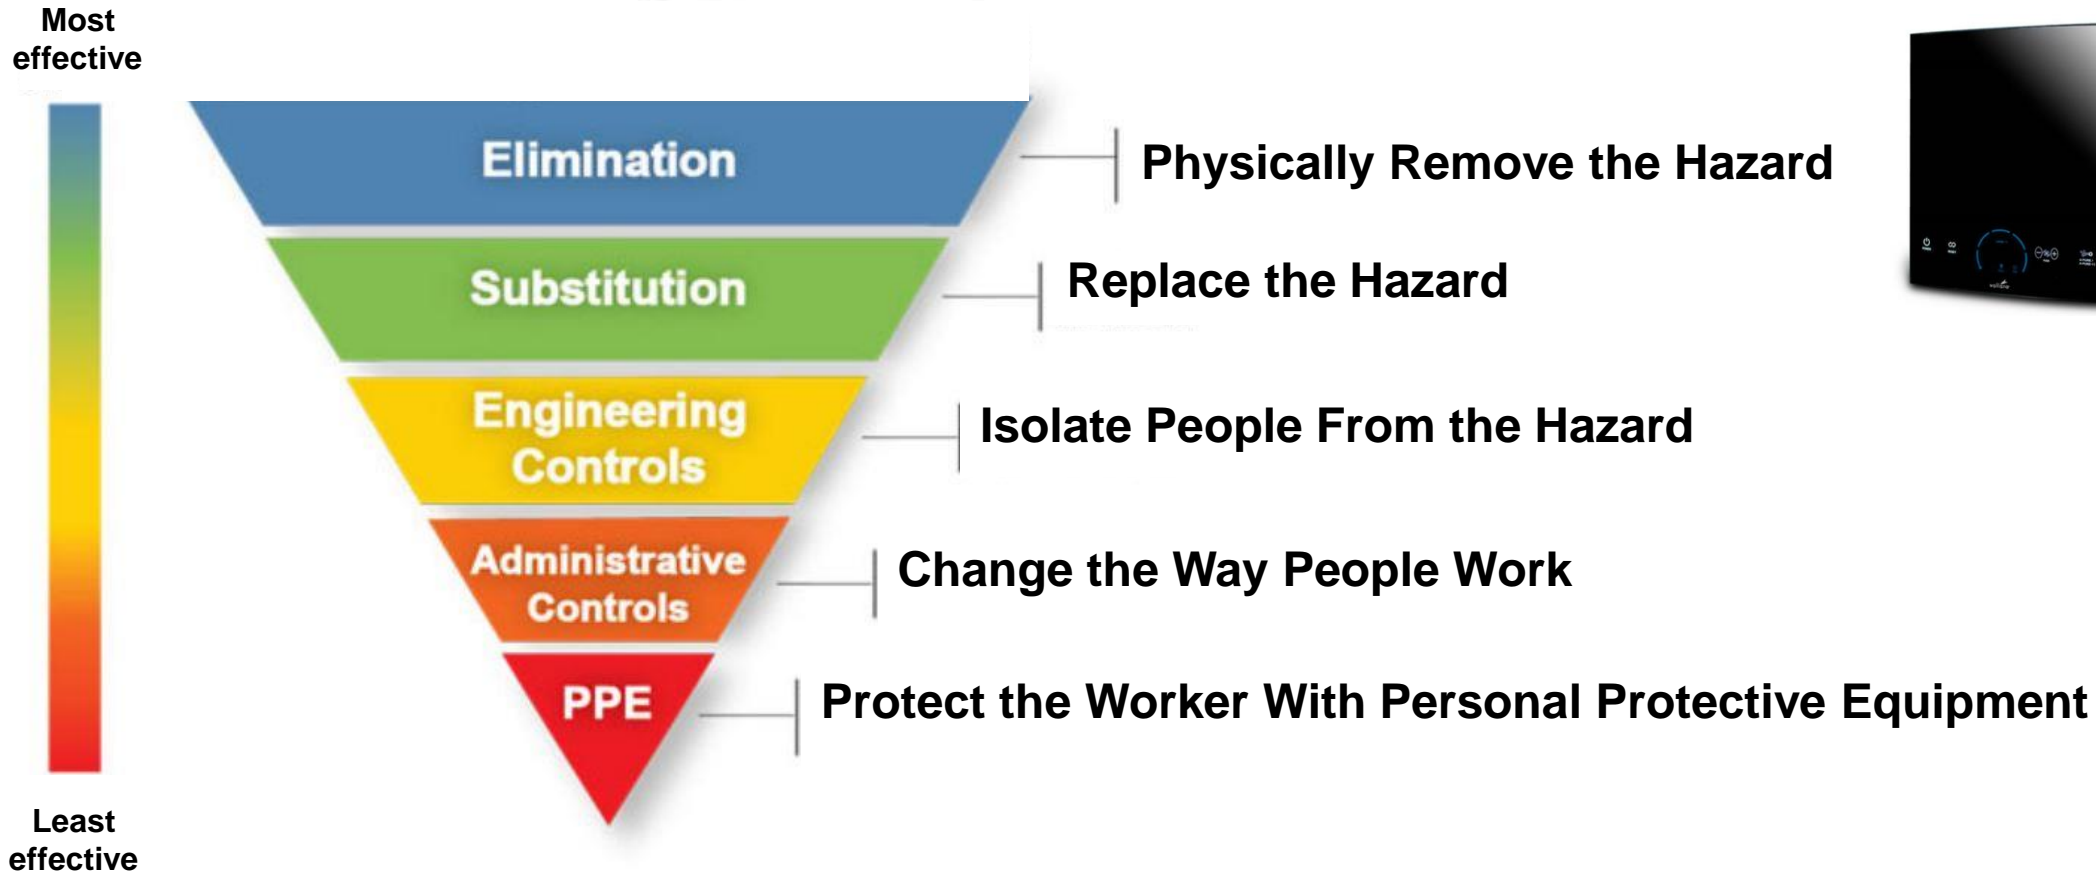 Most
effective
Elimination
Physically Remove the Hazard
Substitution
Replace the Hazard
Engineering
Controls
Isolate People From the Hazard
Administrative
Controls
Change the Way People Work
PPE
Protect the Worker With Personal Protective Equipment
Least
effective